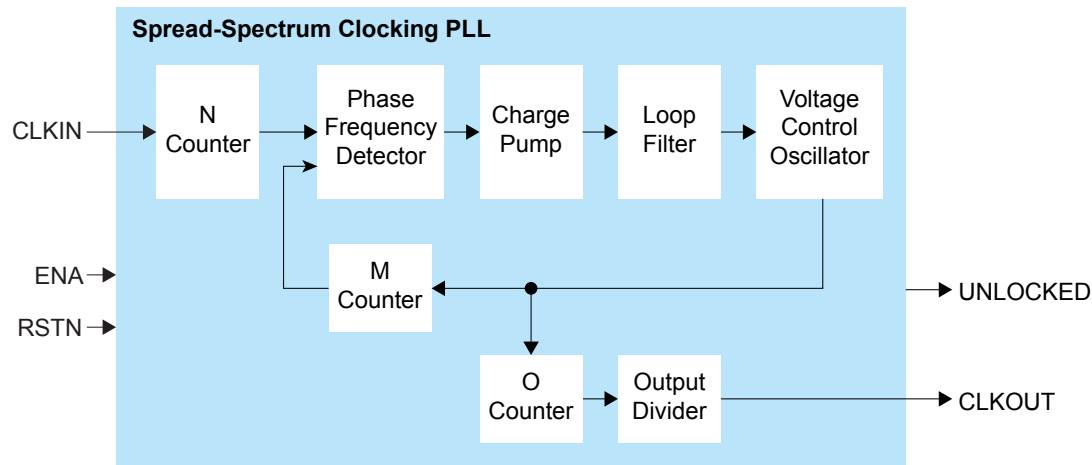 Spread-Spectrum Clocking PLL
CLKIN
N
Counter
Phase
Frequency
Detector
Charge
Pump
Loop
Filter
Voltage
Control
Oscillator
ENA
RSTN
M
Counter
UNLOCKED
O
Counter
Output
Divider
CLKOUT